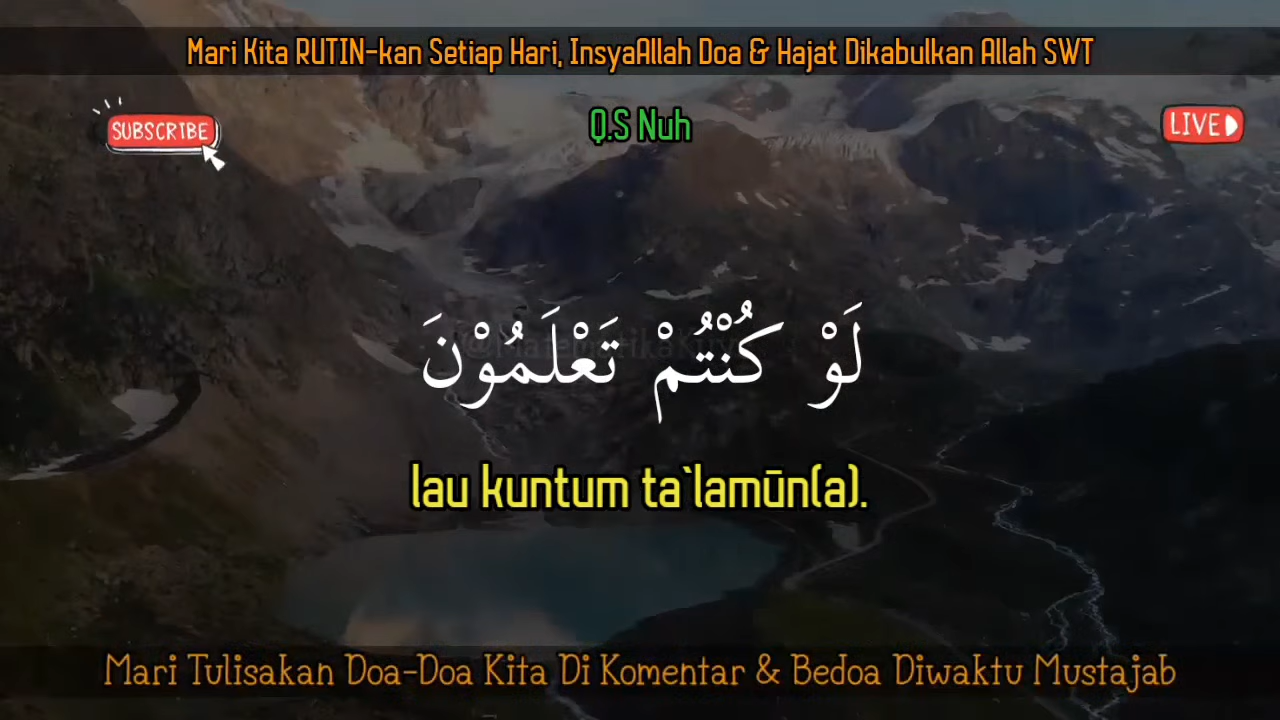 Mari Kita RUTIN-kan Setiap Hari, InsyaAllah Doa & Hajat Dikabulkan Allah SWT
SUBSCRIBE
Q.S Nuh
LIVE
لَوْ كُنْتُمْ تَعْلَمُوْنَ
lau kuntum ta`lamūn(a).
Mari Tulisakan Doa-Doa Kita Di Komentar & Bedoa Diwaktu Mustajab